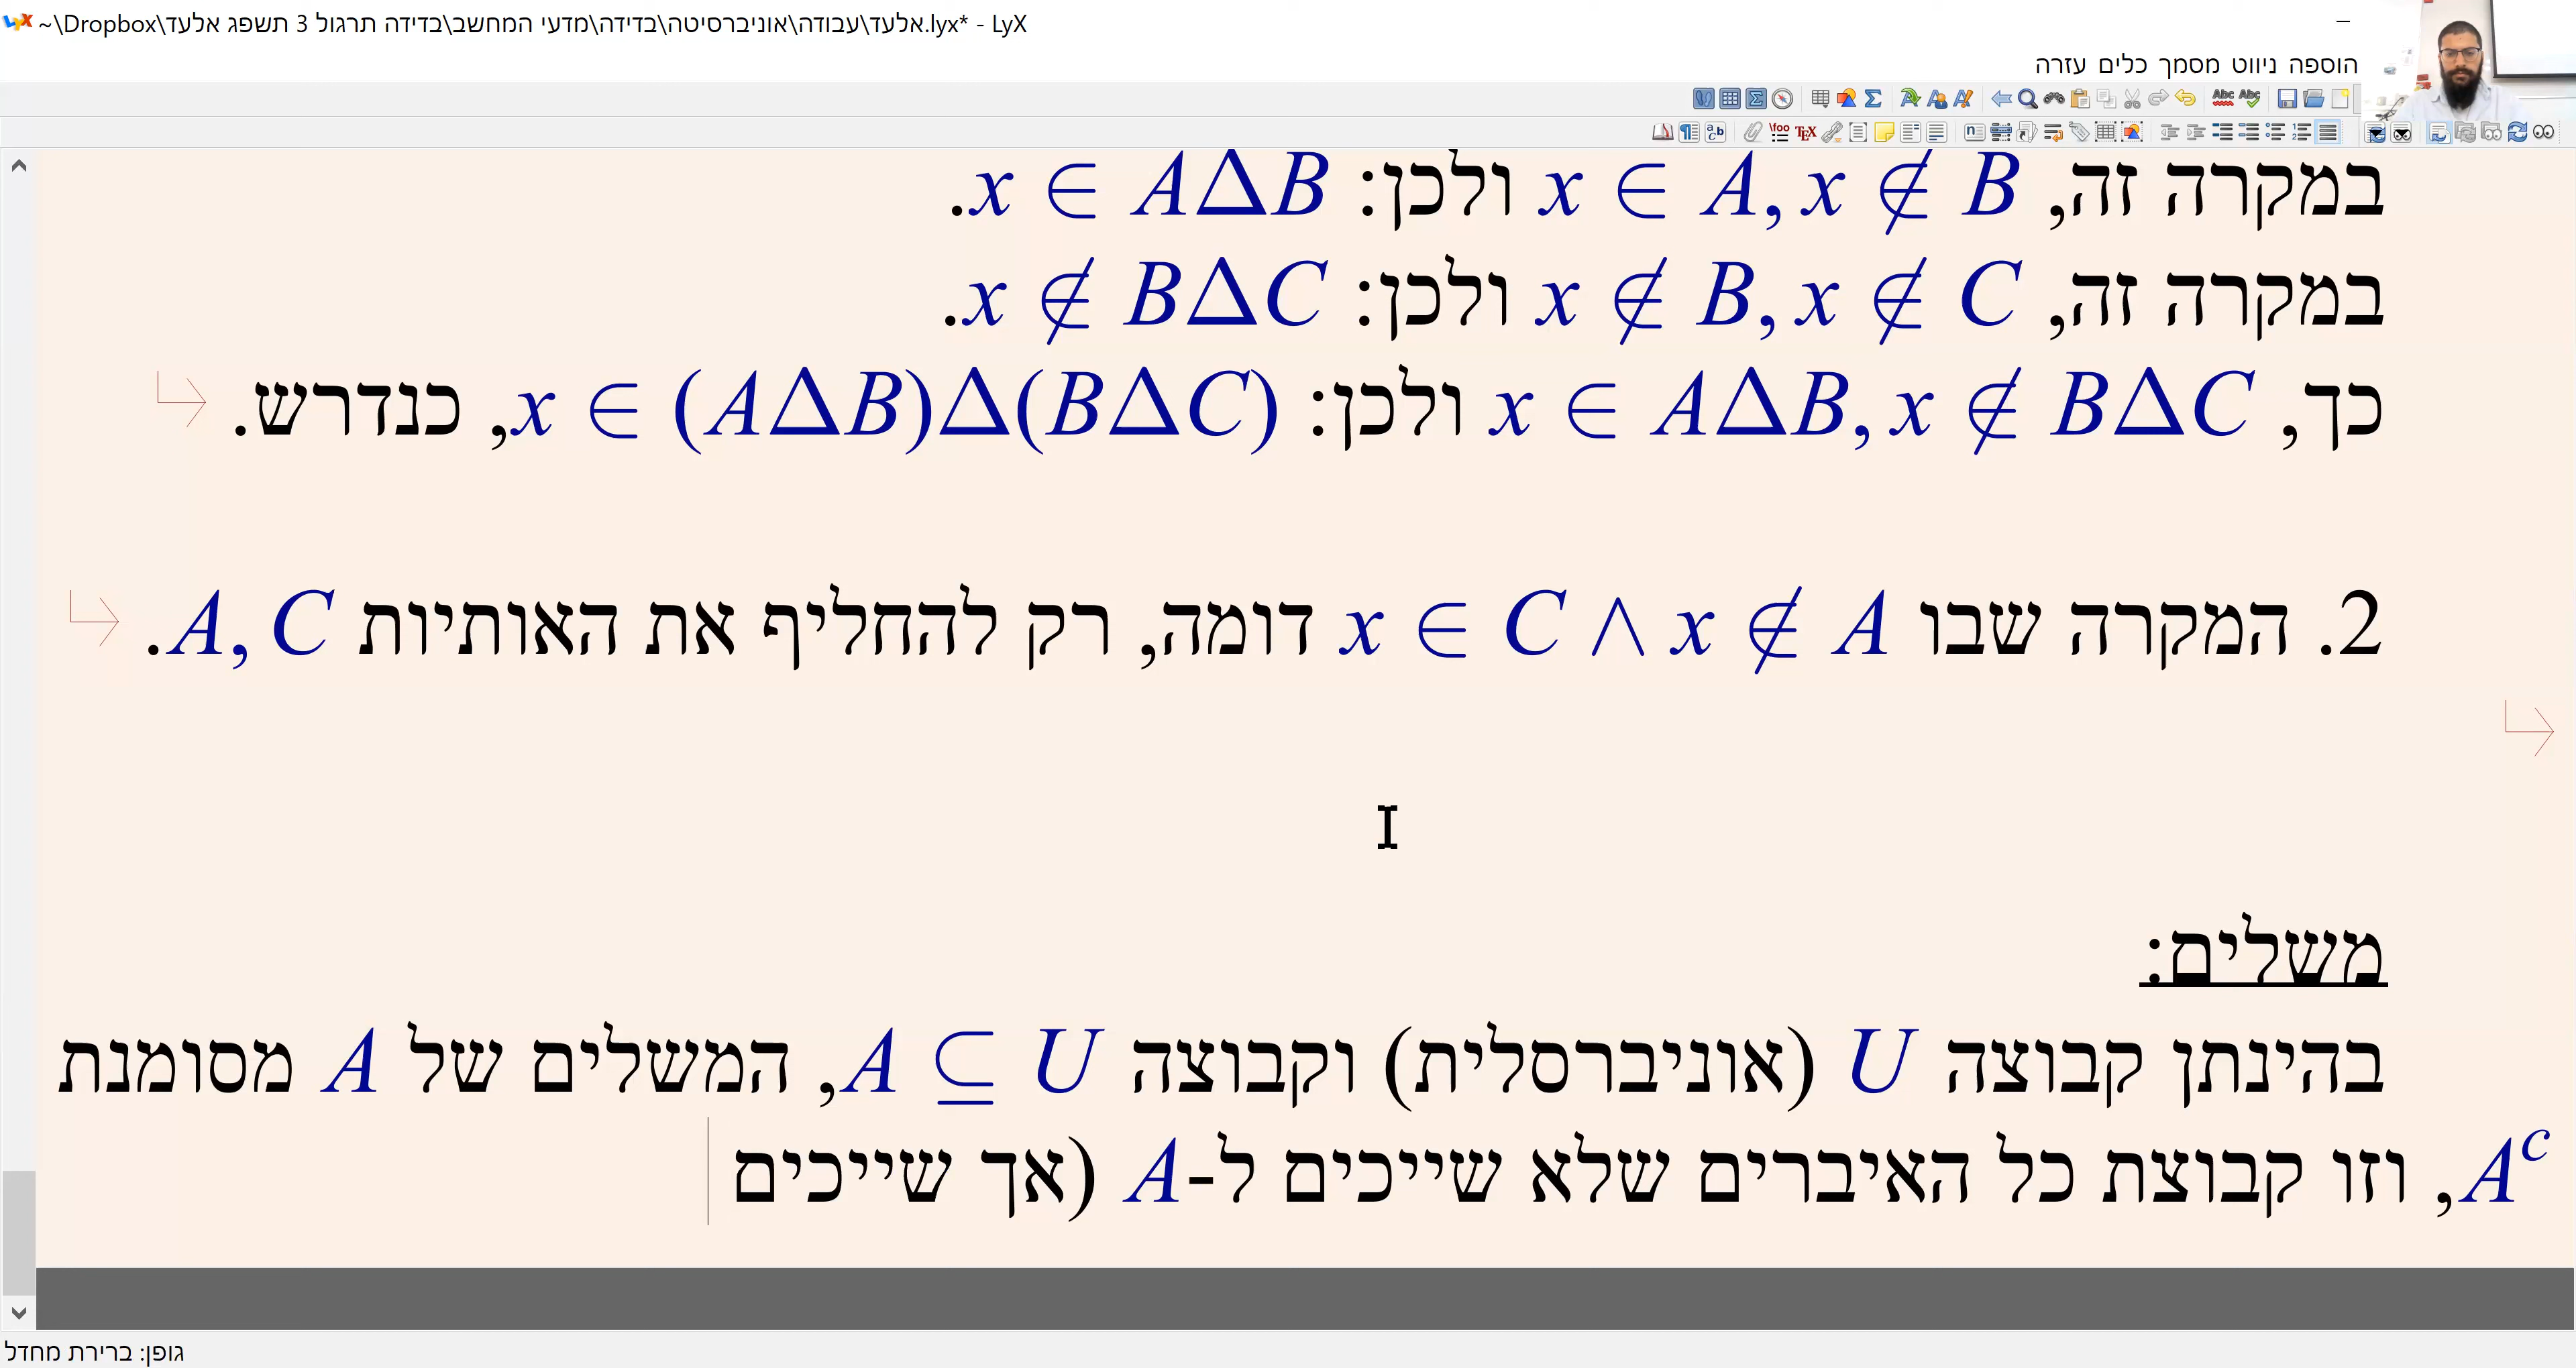 ~\Dropbox\אלעד\עבודה\אוניברסיטה\בדידה\מדעי המחשב\בדידה תרגול 3 תשפג אלעד.lyx* - LyX
הוספה ניווט מסמך כלים עזרה
במקרה זה, x ∈ A, x ∉ B ולכן: x ∈ AΔB.
במקרה זה, x ∉ B, x ∉ C ולכן: x ∉ BΔC.
כך, x ∈ AΔB, x ∉ BΔC ולכן: x ∈ (AΔB)Δ(BΔC), כנדרש.
2. המקרה שבו x ∈ C ∧ x ∉ A דומה, רק להחליף את האותיות A, C.
משלים:
בהינתן קבוצה U (אוניברסלית) וקבוצה A ⊆ U, המשלים של A מסומנת
A^c, וזו קבוצת כל האיברים שלא שייכים ל-A (אך שייכים
גופן: ברירת מחדל